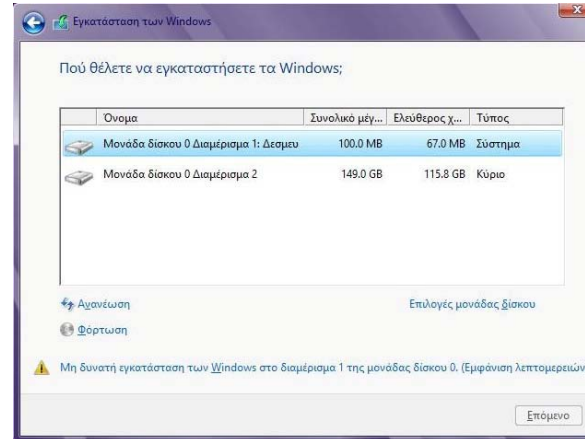 Εγκατάσταση των Windows
Πού θέλετε να εγκαταστήσετε τα Windows;
Όνομα Συνολικό μέγ... Ελεύθερος χ... Τύπος
Μονάδα δίσκου 0 Διαμέρισμα 1: Δεσμευ 100.0 MB 67.0 MB Σύστημα
Μονάδα δίσκου 0 Διαμέρισμα 2 149.0 GB 115.8 GB Κύριο
Ανανέωση Επιλογές μονάδας δίσκου
Φόρτωση
Μη δυνατή εγκατάσταση των Windows στο διαμέρισμα 1 της μονάδας δίσκου 0. (Εμφάνιση λεπτομερειών
Επόμενο